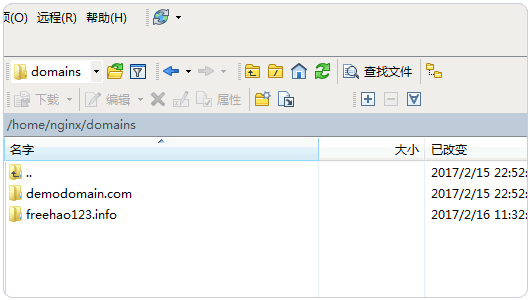 项(O) 远程(R) 帮助(H)
domains 查找文件
下载 编辑 属性
/home/nginx/domains
名字 大小 已改变
.. 2017/2/15 22:52:
demodomain.com 2017/2/15 22:52:
freehao123.info 2017/2/16 11:32: